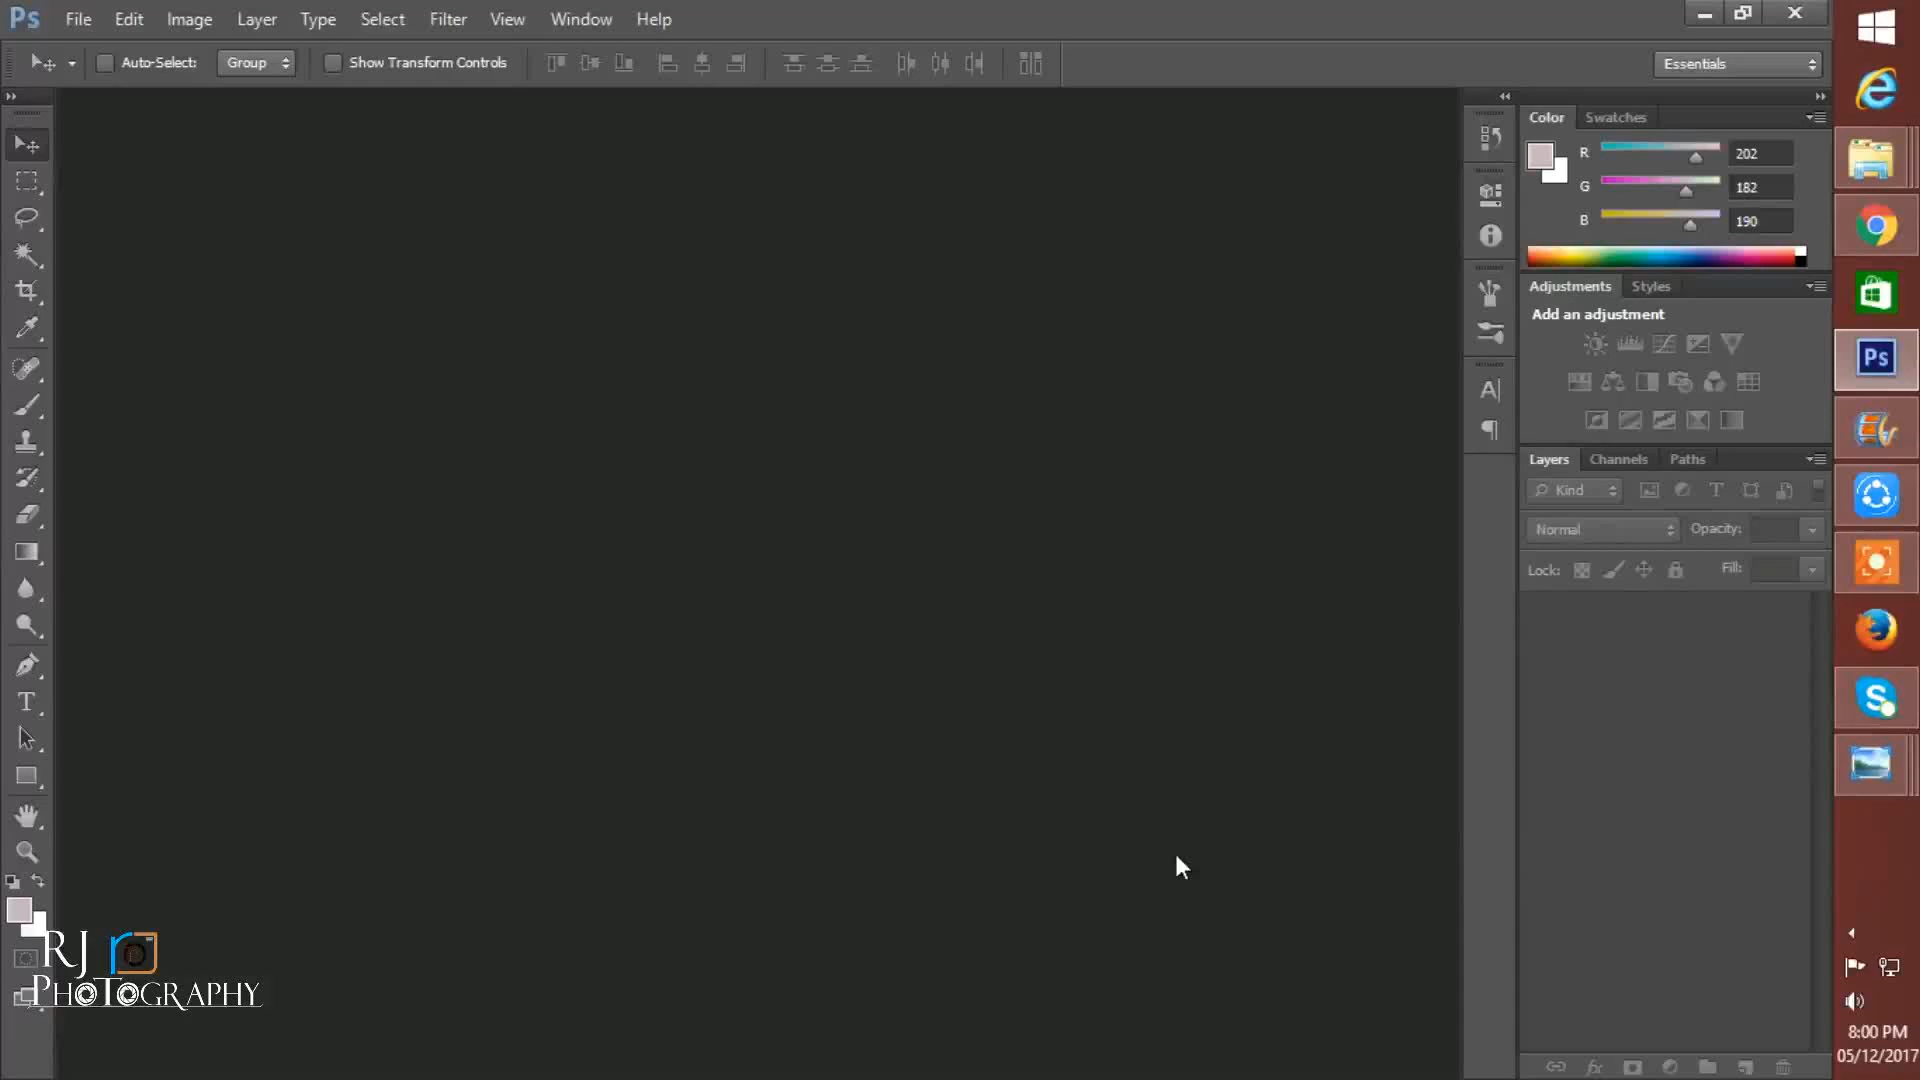 Ps File Edit Image Layer Type Select Filter View Window Help
Auto-Select: Group Show Transform Controls Essentials
Color Swatches
R 202
G 182
B 190
Adjustments Styles
Add an adjustment
Layers Channels Paths
Kind
Normal Opacity:
Lock: Fill:
Ps
RJ
PHOTOGRAPHY
8:00 PM
05/12/2017